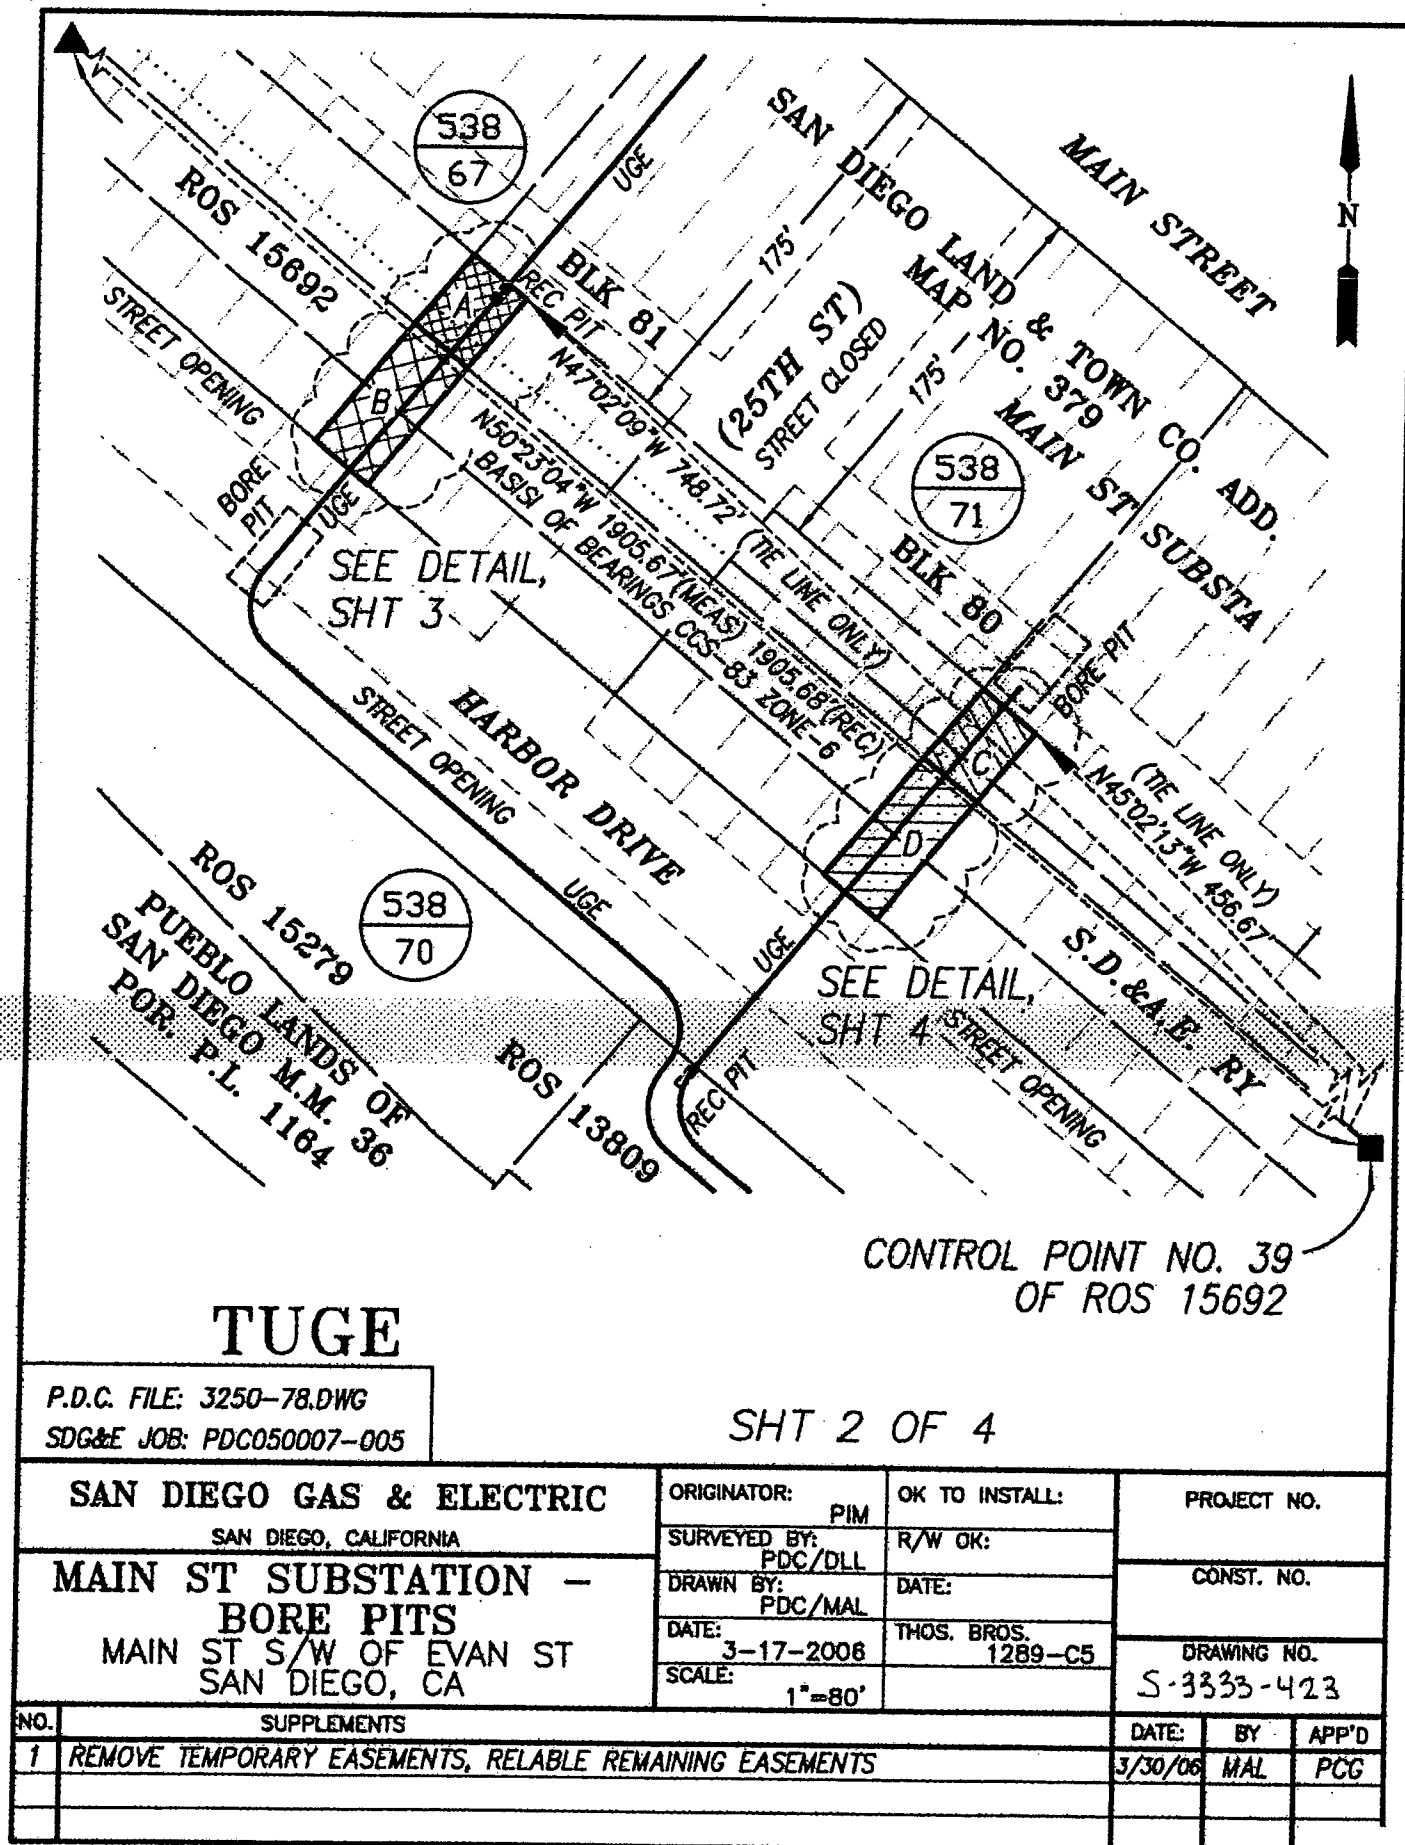 538
67
ROS 15692
STREET OPENING
UGE
A
B
REC PIT
BLK 81
175'
SAN DIEGO LAND & TOWN CO. ADD.
MAP NO. 379
MAIN ST SUBSTA
MAIN STREET
N
(25TH ST)
STREET CLOSED
175'
538
71
BLK 80
BORE PIT
N47°02'09"W 748.72' (TIE LINE ONLY)
N50°23'04"W 1905.67'(MEAS) 1905.68'(REC)
BASISI OF BEARINGS CCS-83 ZONE-6
BORE
PIT
UGE
SEE DETAIL,
SHT 3
HARBOR DRIVE
STREET OPENING
UGE
C
D
(TIE LINE ONLY)
N45°02'13"W 456.67'
UGE
SEE DETAIL,
SHT 4
S.D.&A.E. RY
STREET OPENING
REC PIT
ROS 15279
538
70
PUEBLO LANDS OF
SAN DIEGO M.M. 36
POR. P.L. 1164
ROS 13809
CONTROL POINT NO. 39
OF ROS 15692
TUGE
P.D.C. FILE: 3250-78.DWG
SDG&E JOB: PDC050007-005
SHT 2 OF 4
SAN DIEGO GAS & ELECTRIC
SAN DIEGO, CALIFORNIA
MAIN ST SUBSTATION -
BORE PITS
MAIN ST S/W OF EVAN ST
SAN DIEGO, CA
ORIGINATOR:
PIM
SURVEYED BY:
PDC/DLL
DRAWN BY:
PDC/MAL
DATE:
3-17-2006
SCALE:
1"=80'
OK TO INSTALL:
R/W OK:
DATE:
THOS. BROS.
1289-C5
PROJECT NO.
CONST. NO.
DRAWING NO.
S-3333-423
NO. SUPPLEMENTS DATE: BY APP'D
1 REMOVE TEMPORARY EASEMENTS, RELABLE REMAINING EASEMENTS 3/30/06 MAL PCG